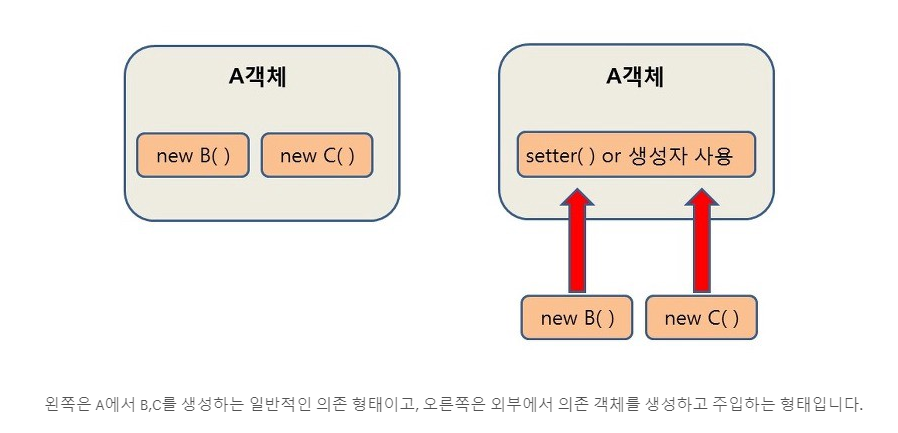 A객체
new B( )
new C( )
A객체
setter( ) or 생성자 사용
new B( )
new C( )
왼쪽은 A에서 B,C를 생성하는 일반적인 의존 형태이고, 오른쪽은 외부에서 의존 객체를 생성하고 주입하는 형태입니다.